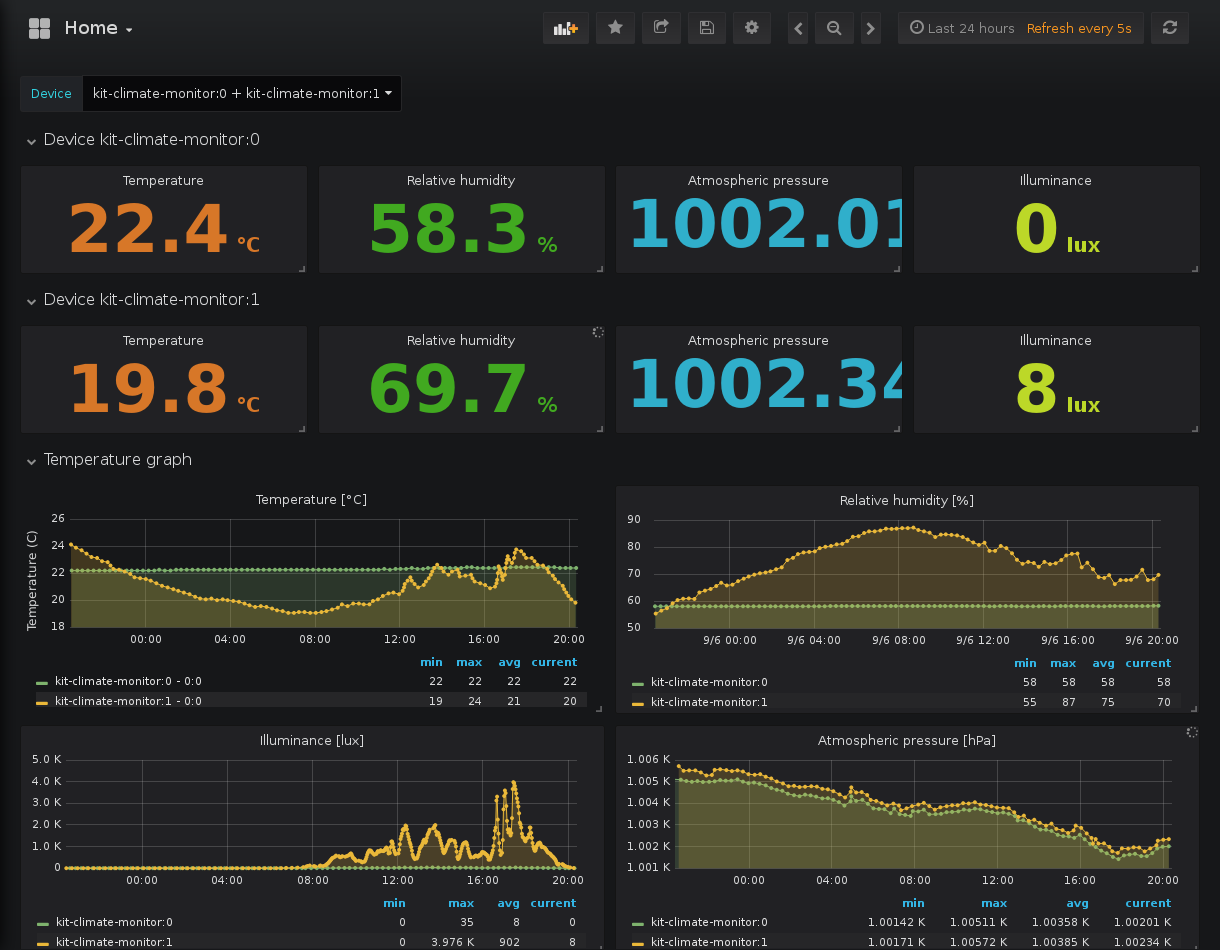 Home
Last 24 hours Refresh every 5s
Device kit-climate-monitor:0 + kit-climate-monitor:1
Device kit-climate-monitor:0
Temperature Relative humidity Atmospheric pressure Illuminance
22.4 °C 58.3 % 1002.01 0 lux
Device kit-climate-monitor:1
Temperature Relative humidity Atmospheric pressure Illuminance
19.8 °C 69.7 % 1002.34 8 lux
Temperature graph
Temperature [°C]
Temperature (C)
26
24
22
20
18
00:00 04:00 08:00 12:00 16:00 20:00
min max avg current
kit-climate-monitor:0 - 0:0 22 22 22 22
kit-climate-monitor:1 - 0:0 19 24 21 20
Relative humidity [%]
90
80
70
60
50
9/6 00:00 9/6 04:00 9/6 08:00 9/6 12:00 9/6 16:00 9/6 20:00
min max avg current
kit-climate-monitor:0 58 58 58 58
kit-climate-monitor:1 55 87 75 70
Illuminance [lux]
5.0 K
4.0 K
3.0 K
2.0 K
1.0 K
0
00:00 04:00 08:00 12:00 16:00 20:00
min max avg current
kit-climate-monitor:0 0 35 8 0
kit-climate-monitor:1 0 3.976 K 902 8
Atmospheric pressure [hPa]
1.006 K
1.005 K
1.004 K
1.003 K
1.002 K
1.001 K
00:00 04:00 08:00 12:00 16:00 20:00
min max avg current
kit-climate-monitor:0 1.00142 K 1.00511 K 1.00358 K 1.00201 K
kit-climate-monitor:1 1.00171 K 1.00572 K 1.00385 K 1.00234 K